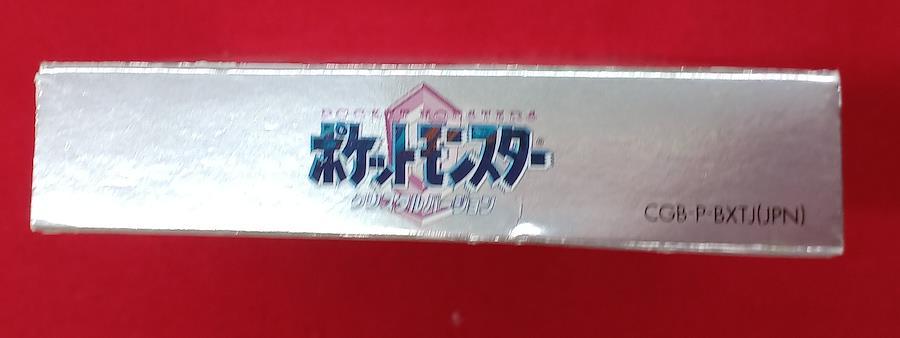 POCKET MONSTERS
ポケットモンスター
クリスタルバージョン
CGB-P-BXTJ(JPN)